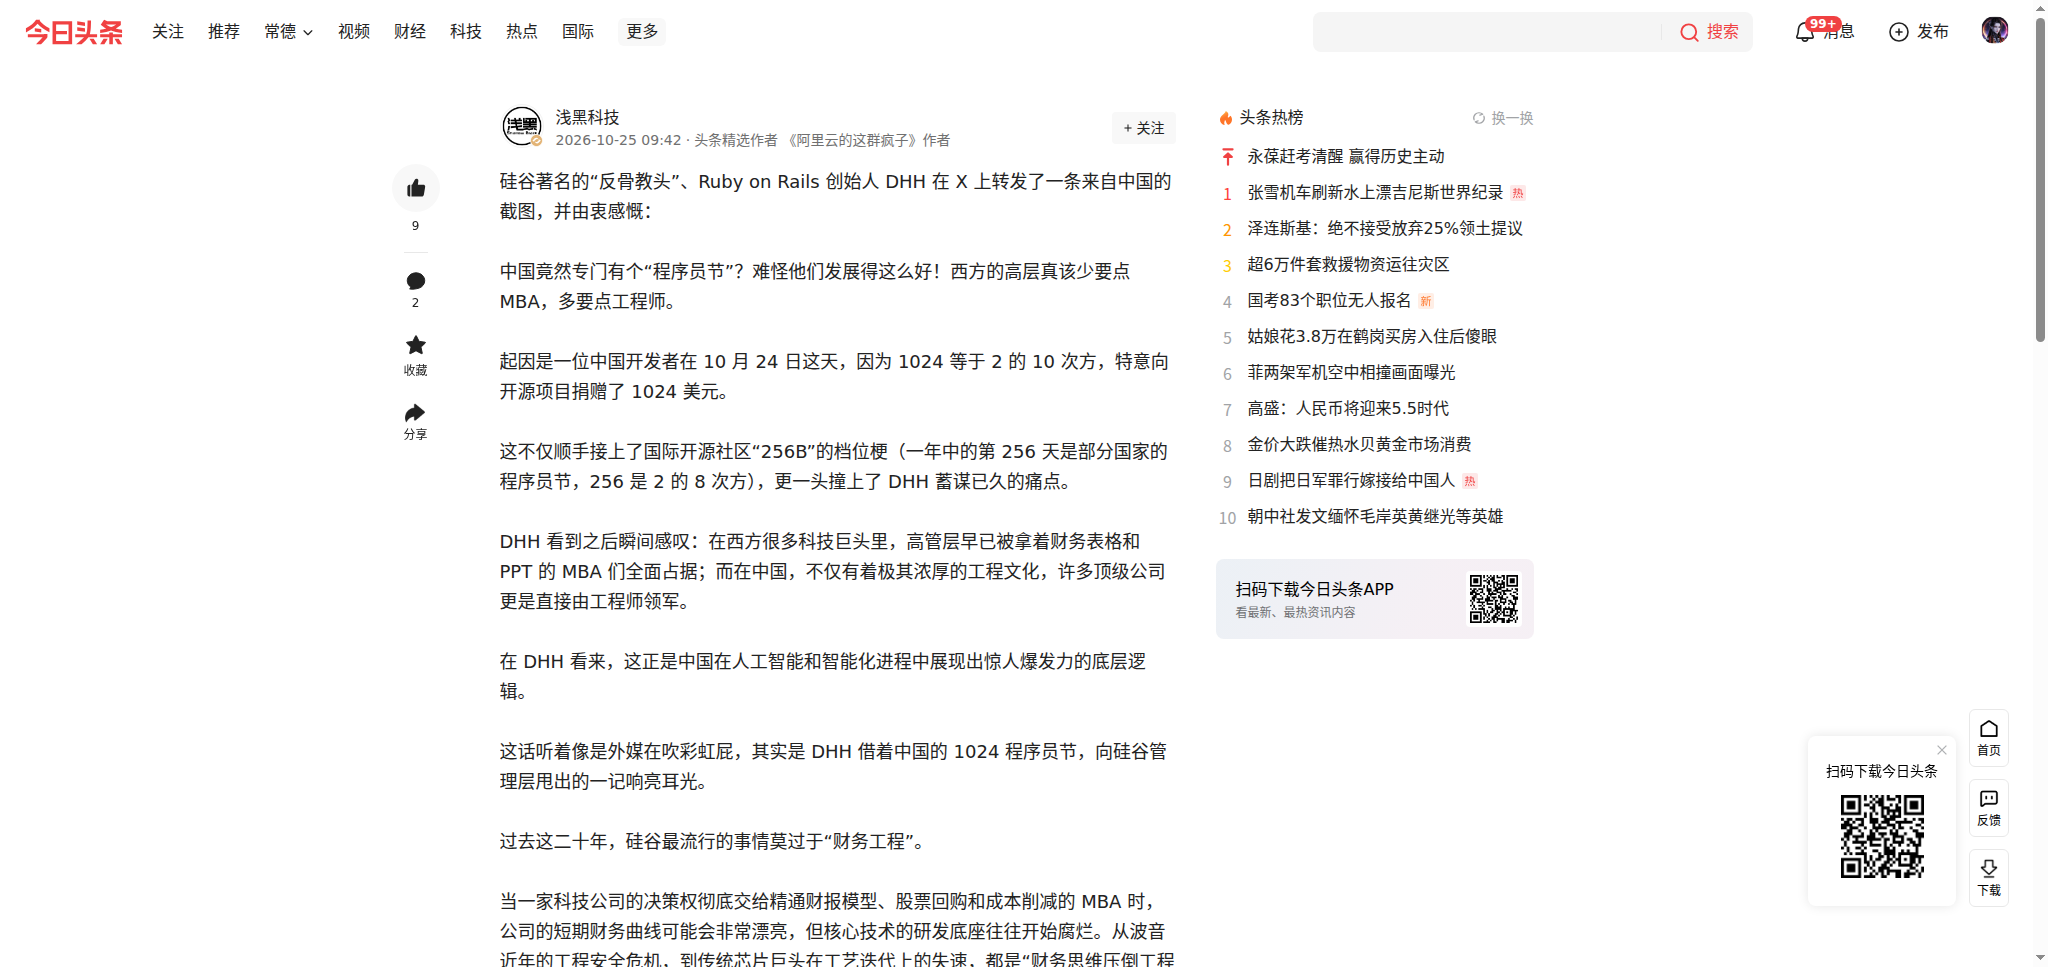 今日头条
关注 推荐 常德 视频 财经 科技 热点 国际 更多
搜索
99+
消息
发布
浅黑科技
2026-10-25 09:42 · 头条精选作者 《阿里云的这群疯子》作者
+ 关注
9
2
收藏
分享
硅谷著名的“反骨教头”、Ruby on Rails 创始人 DHH 在 X 上转发了一条来自中国的
截图，并由衷感慨：
中国竟然专门有个“程序员节”？难怪他们发展得这么好！西方的高层真该少要点
MBA，多要点工程师。
起因是一位中国开发者在 10 月 24 日这天，因为 1024 等于 2 的 10 次方，特意向
开源项目捐赠了 1024 美元。
这不仅顺手接上了国际开源社区“256B”的档位梗（一年中的第 256 天是部分国家的
程序员节，256 是 2 的 8 次方），更一头撞上了 DHH 蓄谋已久的痛点。
DHH 看到之后瞬间感叹：在西方很多科技巨头里，高管层早已被拿着财务表格和
PPT 的 MBA 们全面占据；而在中国，不仅有着极其浓厚的工程文化，许多顶级公司
更是直接由工程师领军。
在 DHH 看来，这正是中国在人工智能和智能化进程中展现出惊人爆发力的底层逻
辑。
这话听着像是外媒在吹彩虹屁，其实是 DHH 借着中国的 1024 程序员节，向硅谷管
理层甩出的一记响亮耳光。
过去这二十年，硅谷最流行的事情莫过于“财务工程”。
当一家科技公司的决策权彻底交给精通财报模型、股票回购和成本削减的 MBA 时，
公司的短期财务曲线可能会非常漂亮，但核心技术的研发底座往往开始腐烂。从波音
近年的工程安全危机，到传统芯片巨头在工艺迭代上的失速，都是“财务思维压倒工程
头条热榜
换一换
永葆赶考清醒 赢得历史主动
1 张雪机车刷新水上漂吉尼斯世界纪录 热
2 泽连斯基：绝不接受放弃25%领土提议
3 超6万件套救援物资运往灾区
4 国考83个职位无人报名 新
5 姑娘花3.8万在鹤岗买房入住后傻眼
6 菲两架军机空中相撞画面曝光
7 高盛：人民币将迎来5.5时代
8 金价大跌催热水贝黄金市场消费
9 日剧把日军罪行嫁接给中国人 热
10 朝中社发文缅怀毛岸英黄继光等英雄
扫码下载今日头条APP
看最新、最热资讯内容
扫码下载今日头条
首页
反馈
下载